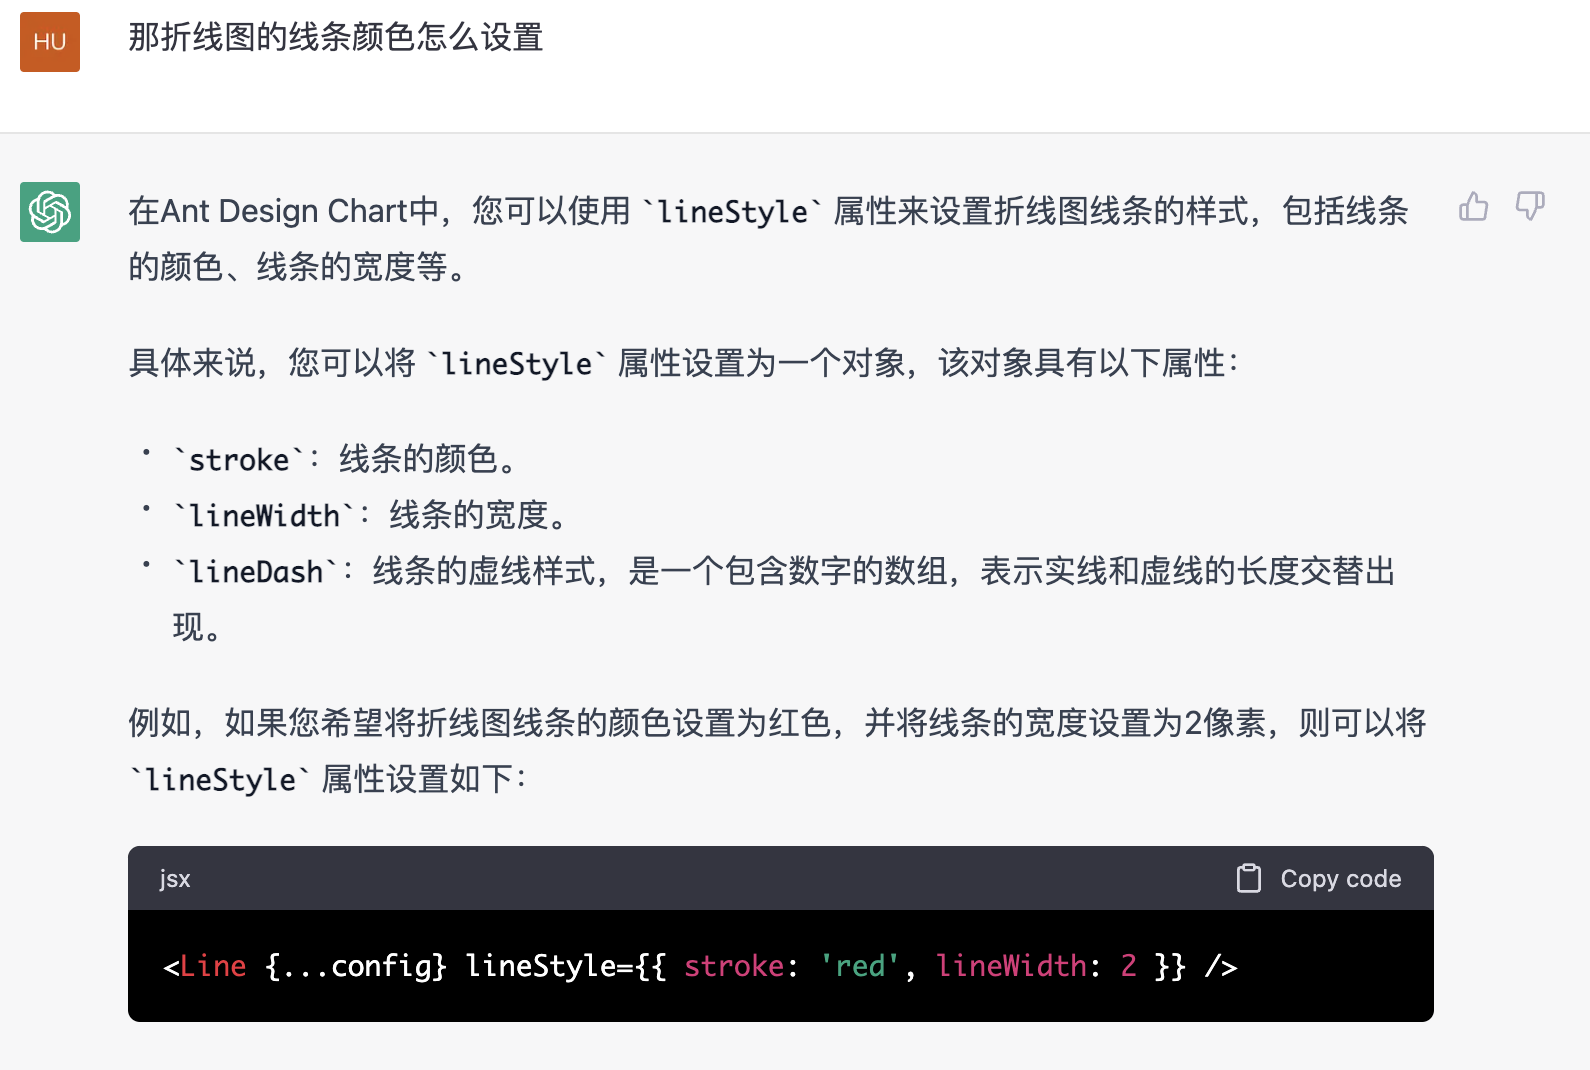 HU
那折线图的线条颜色怎么设置
在Ant Design Chart中，您可以使用 `lineStyle` 属性来设置折线图线条的样式，包括线条
的颜色、线条的宽度等。
具体来说，您可以将 `lineStyle` 属性设置为一个对象，该对象具有以下属性：
• `stroke`：线条的颜色。
• `lineWidth`：线条的宽度。
• `lineDash`：线条的虚线样式，是一个包含数字的数组，表示实线和虚线的长度交替出
现。
例如，如果您希望将折线图线条的颜色设置为红色，并将线条的宽度设置为2像素，则可以将
`lineStyle` 属性设置如下：
jsx
Copy code
<Line {...config} lineStyle={{ stroke: 'red', lineWidth: 2 }} />